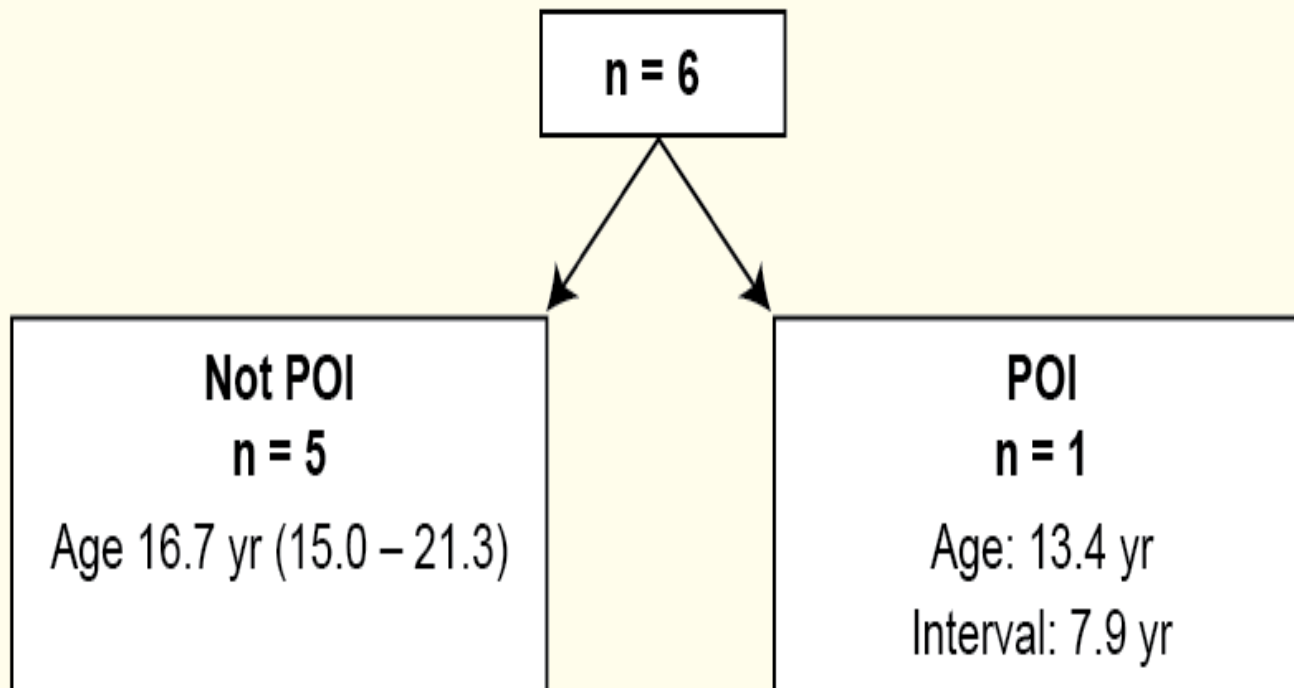 n = 6
Not POI
n = 5
Age 16.7 yr (15.0 – 21.3)
POI
n = 1
Age: 13.4 yr
Interval: 7.9 yr